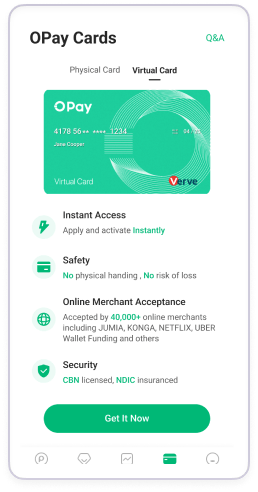 OPay Cards
Q&A
Physical Card
Virtual Card
OPay
4178 56** **** 1234
Jane Cooper
Virtual Card
Verve
Instant Access
Apply and activate Instantly
Safety
No physical handing , No risk of loss
Online Merchant Acceptance
Accepted by 40,000+ online merchants
including JUMIA, KONGA, NETFLIX, UBER
Wallet Funding and others
Security
CBN licensed, NDIC insuranced
Get It Now